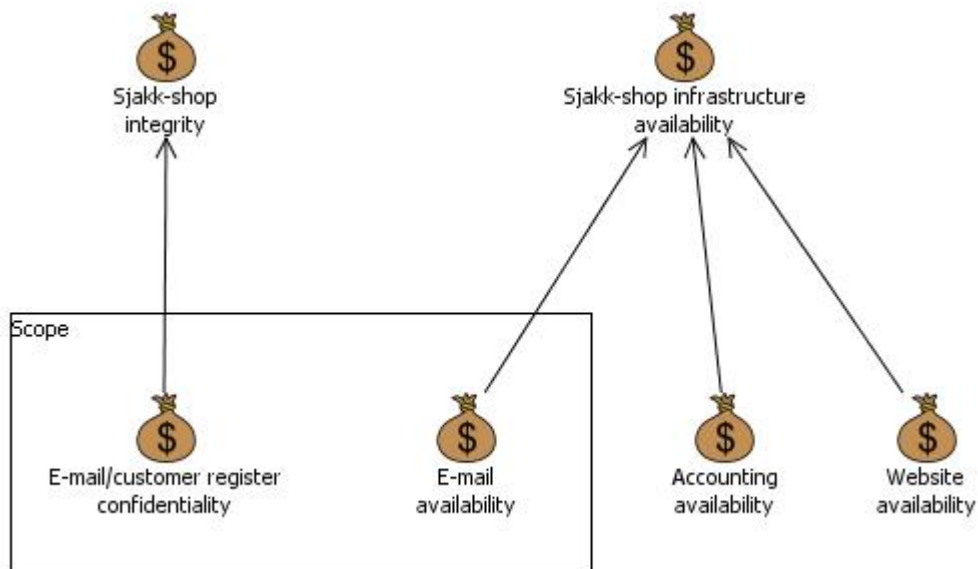 Sjakk-shop
integrity
Sjakk-shop infrastructure
availability
Scope
E-mail/customer register
confidentiality
E-mail
availability
Accounting
availability
Website
availability